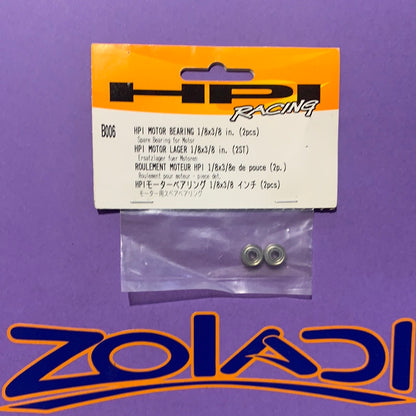 HPI
RACING
B006
HPI MOTOR BEARING 1/8x3/8 in. (2pcs)
Spare Bearing for Motor
HPI MOTOR LAGER 1/8x3/8 in. (2ST)
Ersatzlager fuer Motoren
ROULEMENT MOTEUR HPI 1/8x3/8e de pouce (2p.)
Roulement pour moteur - piece det.
HPIモーターベアリング 1/8x3/8 インチ (2pcs)
モーター用スペアベアリング
ZOIADI